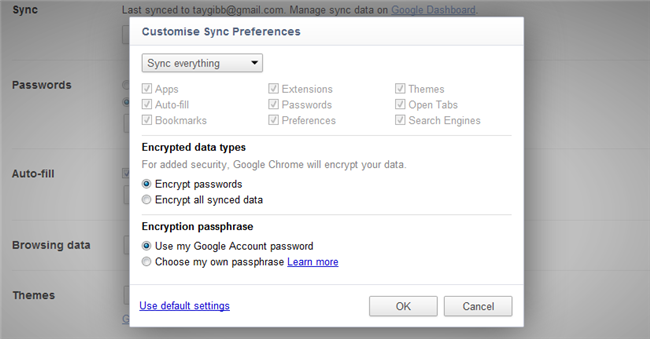 Sync
Last synced to taygibb@gmail.com. Manage sync data on Google Dashboard.
Customise Sync Preferences
Sync everything
Apps Extensions Themes
Auto-fill Passwords Open Tabs
Bookmarks Preferences Search Engines
Passwords
Encrypted data types
For added security, Google Chrome will encrypt your data.
Encrypt passwords
Encrypt all synced data
Auto-fill
Encryption passphrase
Use my Google Account password
Choose my own passphrase Learn more
Browsing data
Themes
Use default settings
OK Cancel